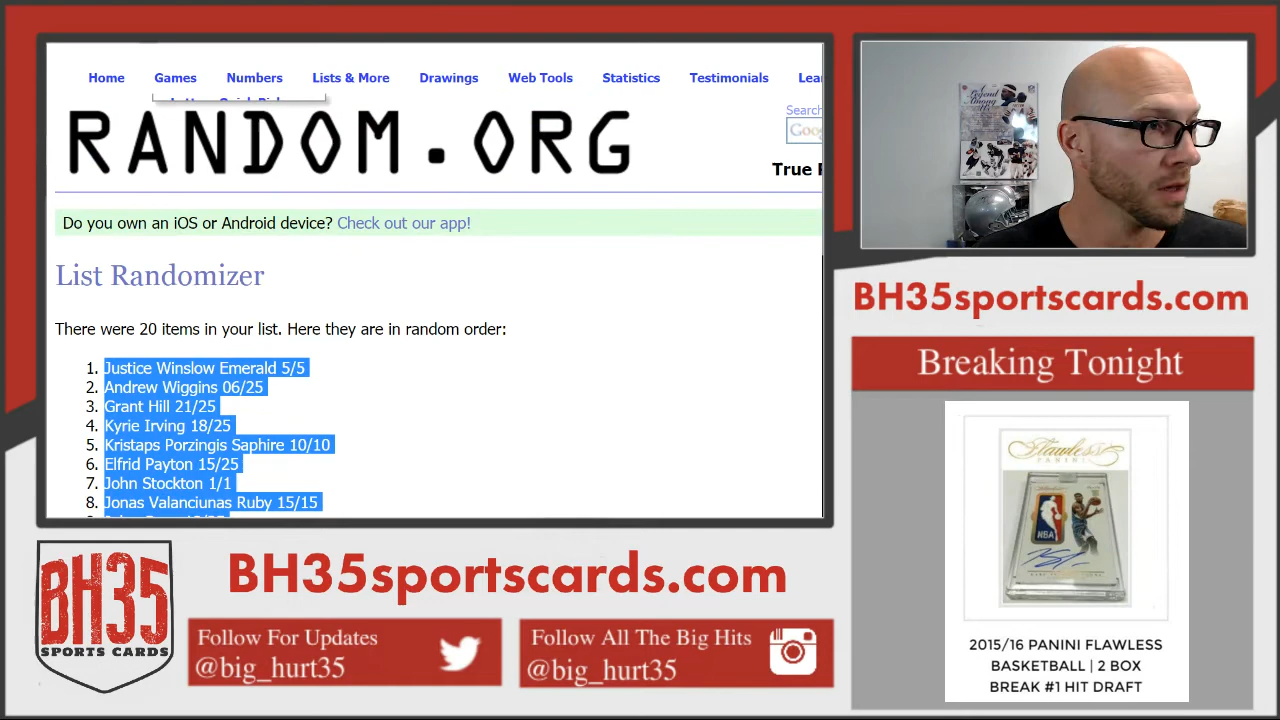 Home Games Numbers Lists & More Drawings Web Tools Statistics Testimonials
RANDOM.ORG
Search
True
Do you own an iOS or Android device? Check out our app!
List Randomizer
There were 20 items in your list. Here they are in random order:
1. Justice Winslow Emerald 5/5
2. Andrew Wiggins 06/25
3. Grant Hill 21/25
4. Kyrie Irving 18/25
5. Kristaps Porzingis Saphire 10/10
6. Elfrid Payton 15/25
7. John Stockton 1/1
8. Jonas Valanciunas Ruby 15/15
BH35sportscards.com
Breaking Tonight
Flawless
PANINI
NBA
2015/16 PANINI FLAWLESS
BASKETBALL | 2 BOX
BREAK #1 HIT DRAFT
BH35
SPORTS CARDS
BH35sportscards.com
Follow For Updates
@big_hurt35
Follow All The Big Hits
@big_hurt35